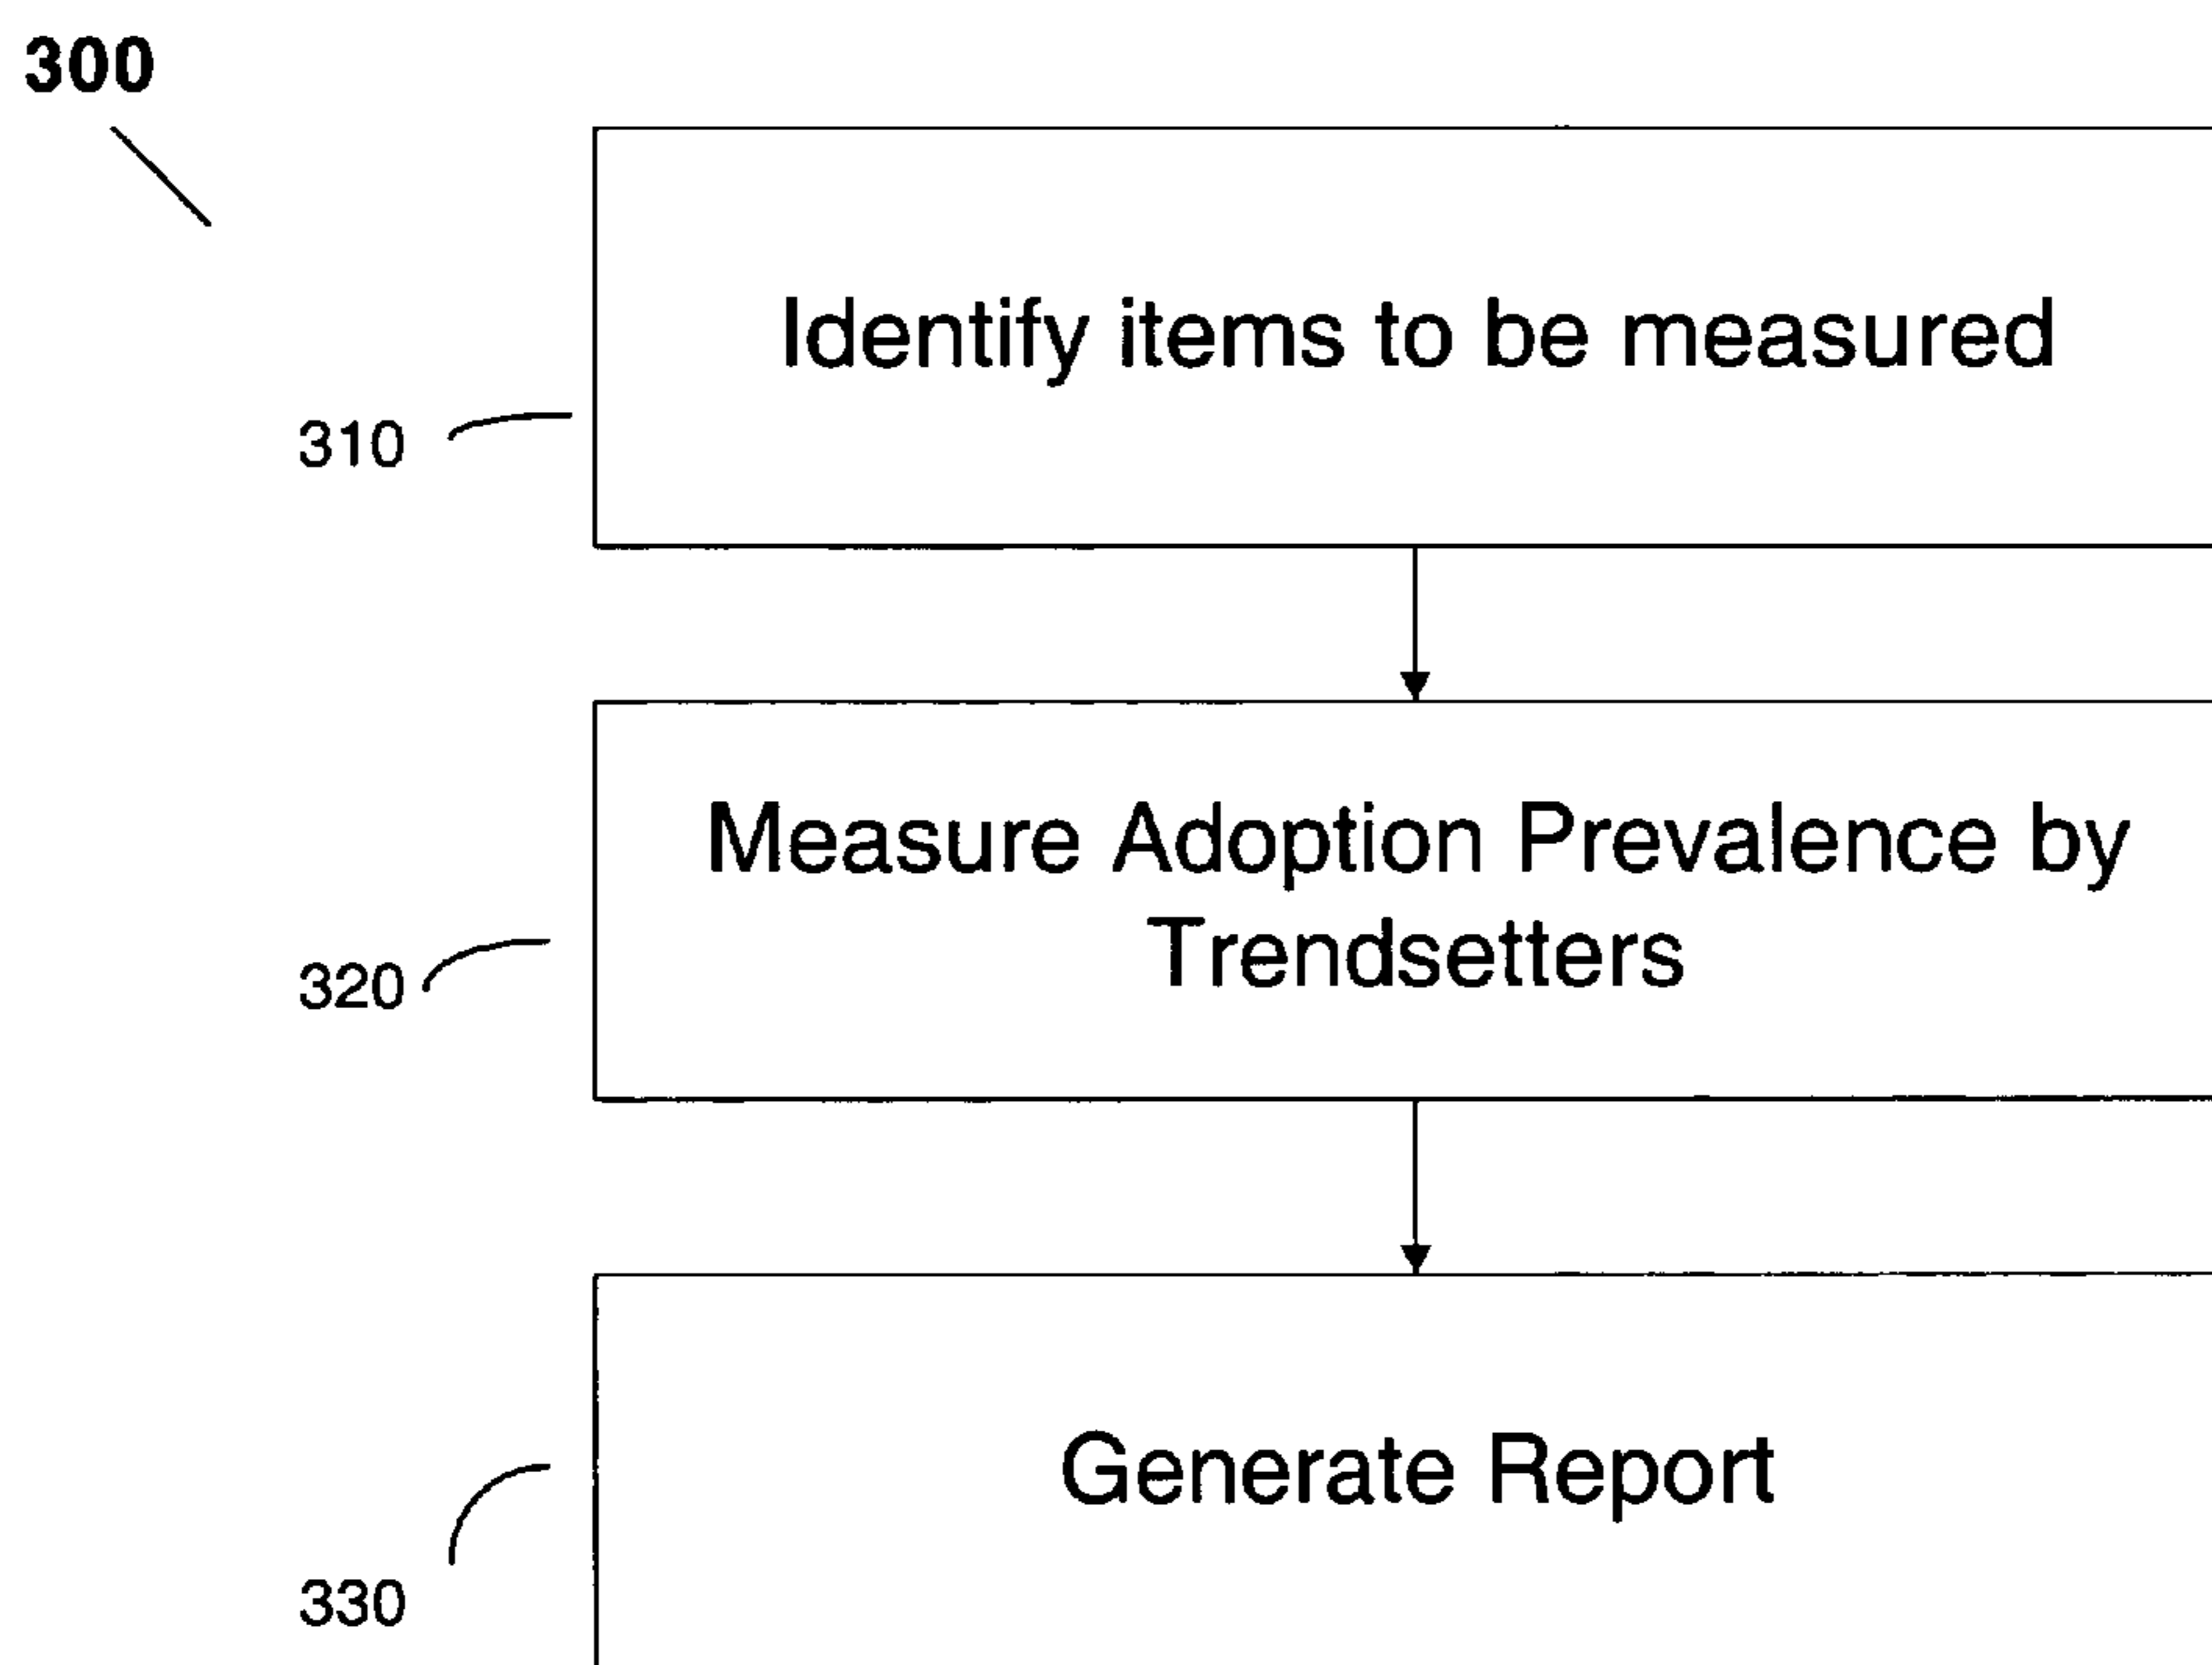 300
Identify items to be measured
310
Measure Adoption Prevalence by
Trendsetters
320
Generate Report
330